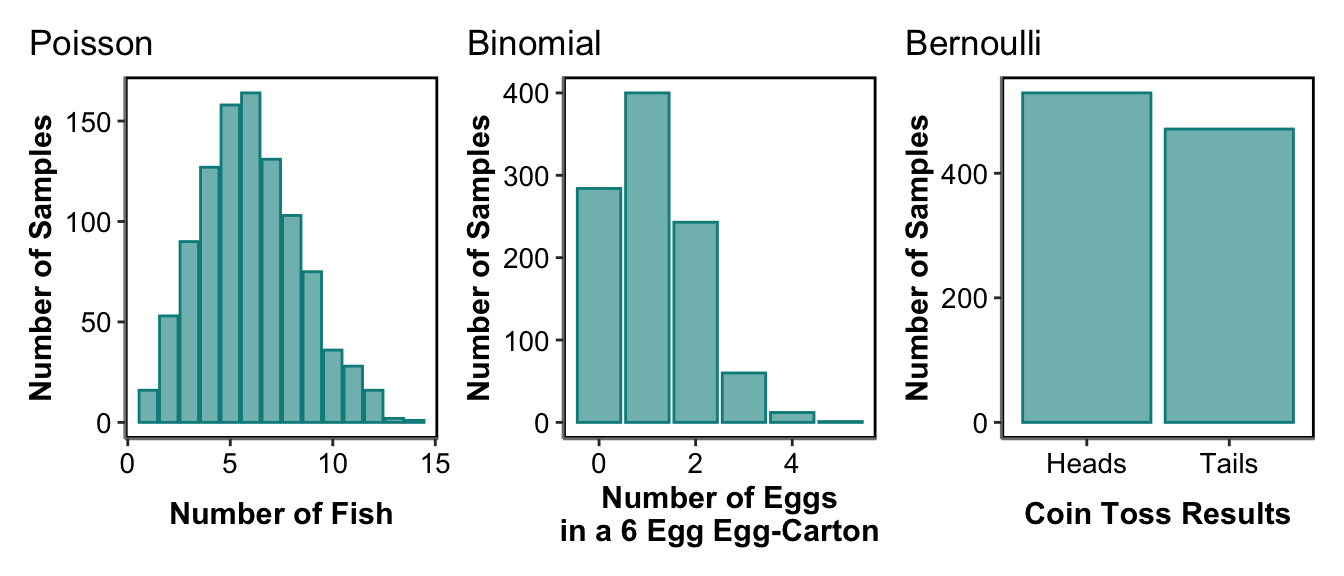 Poisson
Number of Samples
150
100
50
0
0 5 10 15
Number of Fish
Binomial
Number of Samples
400
300
200
100
0
0 2 4
Number of Eggs
in a 6 Egg Egg-Carton
Bernoulli
Number of Samples
400
200
0
Heads Tails
Coin Toss Results